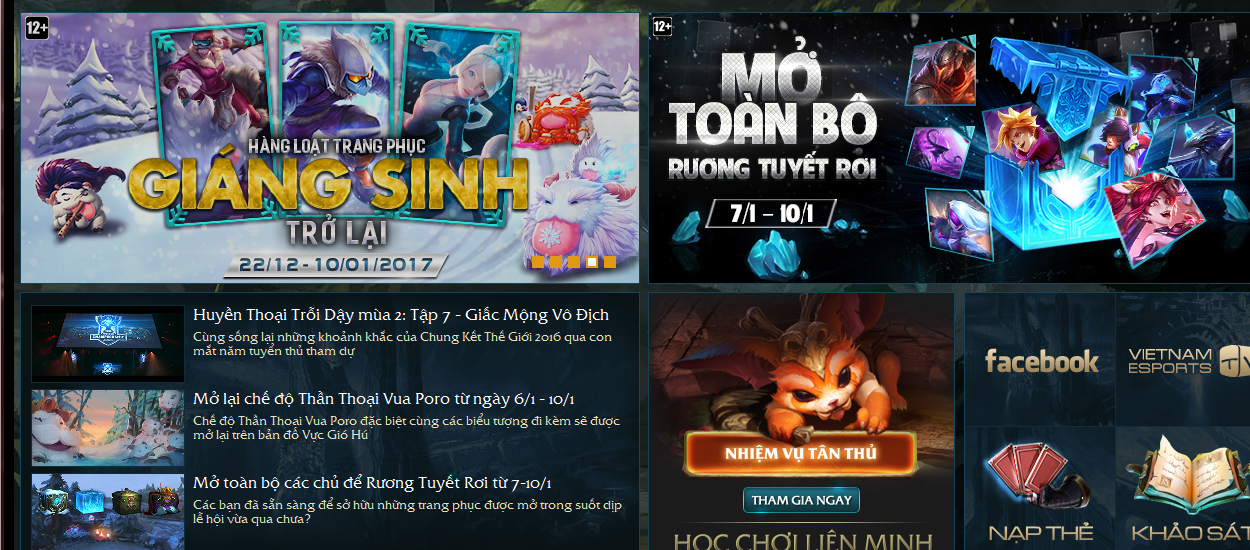 12+
HÀNG LOẠT TRANG PHỤC
GIÁNG SINH
TRỞ LẠI
22/12 - 10/01/2017
12+
MỞ
TOÀN BỘ
RƯƠNG TUYẾT RƠI
7/1 – 10/1
Huyền Thoại Trỗi Dậy mùa 2: Tập 7 - Giấc Mộng Vô Địch
Cùng sống lại những khoảnh khắc của Chung Kết Thế Giới 2016 qua con
mắt năm tuyển thủ tham dự
Mở lại chế độ Thần Thoại Vua Poro từ ngày 6/1 - 10/1
Chế độ Thần Thoại Vua Poro đặc biệt cùng các biểu tượng đi kèm sẽ được
mở lại trên bản đồ Vực Gió Hú
Mở toàn bộ các chủ đề Rương Tuyết Rơi từ 7-10/1
Các bạn đã sẵn sàng để sở hữu những trang phục được mở trong suốt dịp
lễ hội vừa qua chưa?
NHIỆM VỤ TÂN THỦ
THAM GIA NGAY
HỌC CHƠI LIÊN MINH
facebook
VIETNAM
ESPORTS
NẠP THẺ
KHẢO SÁT